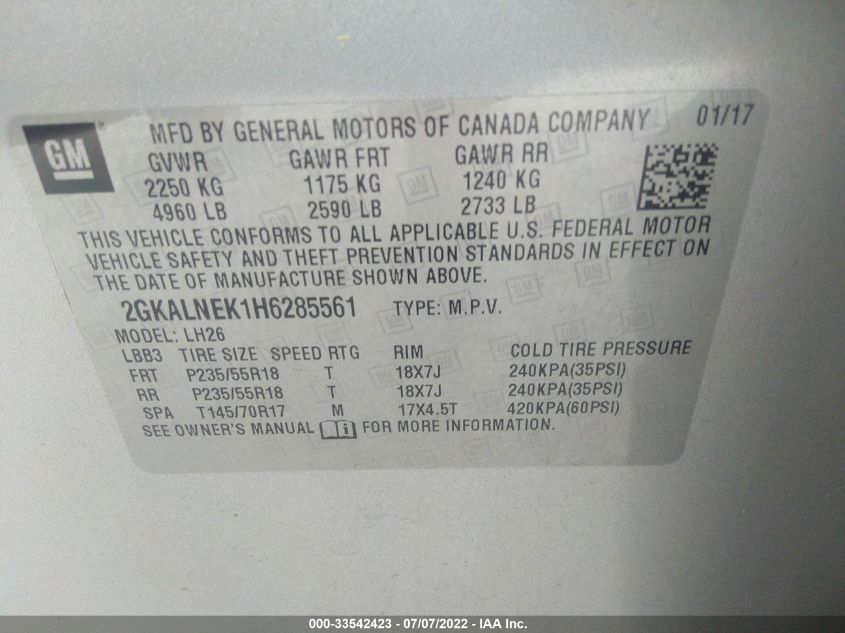 GM
MFD BY GENERAL MOTORS OF CANADA COMPANY 01/17
GVWR GAWR FRT GAWR RR
2250 KG 1175 KG 1240 KG
4960 LB 2590 LB 2733 LB
THIS VEHICLE CONFORMS TO ALL APPLICABLE U.S. FEDERAL MOTOR
VEHICLE SAFETY AND THEFT PREVENTION STANDARDS IN EFFECT ON
THE DATE OF MANUFACTURE SHOWN ABOVE.
2GKALNEK1H6285561 TYPE: M.P.V.
MODEL: LH26
LBB3 TIRE SIZE SPEED RTG RIM COLD TIRE PRESSURE
FRT P235/55R18 T 18X7J 240KPA(35PSI)
RR P235/55R18 T 18X7J 240KPA(35PSI)
SPA T145/70R17 M 17X4.5T 420KPA(60PSI)
SEE OWNER'S MANUAL FOR MORE INFORMATION.
000-33542423 - 07/07/2022 - IAA Inc.